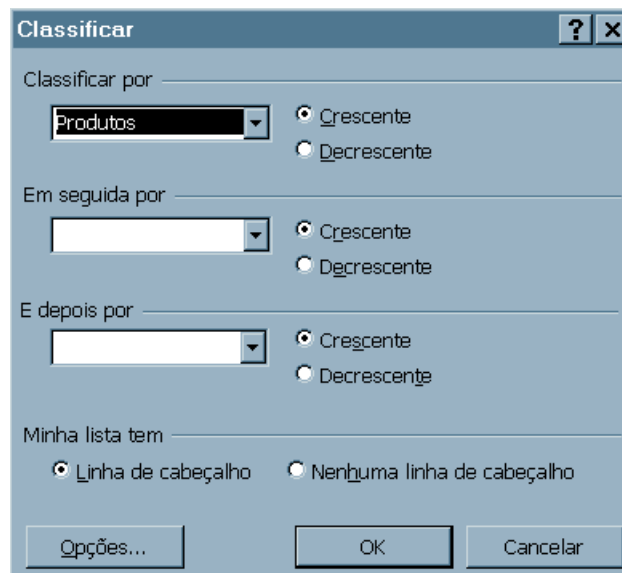 Classificar
Classificar por
Produtos
Crescente
Decrescente
Em seguida por
Crescente
Decrescente
E depois por
Crescente
Decrescente
Minha lista tem
Linha de cabeçalho Nenhuma linha de cabeçalho
Opções... OK Cancelar